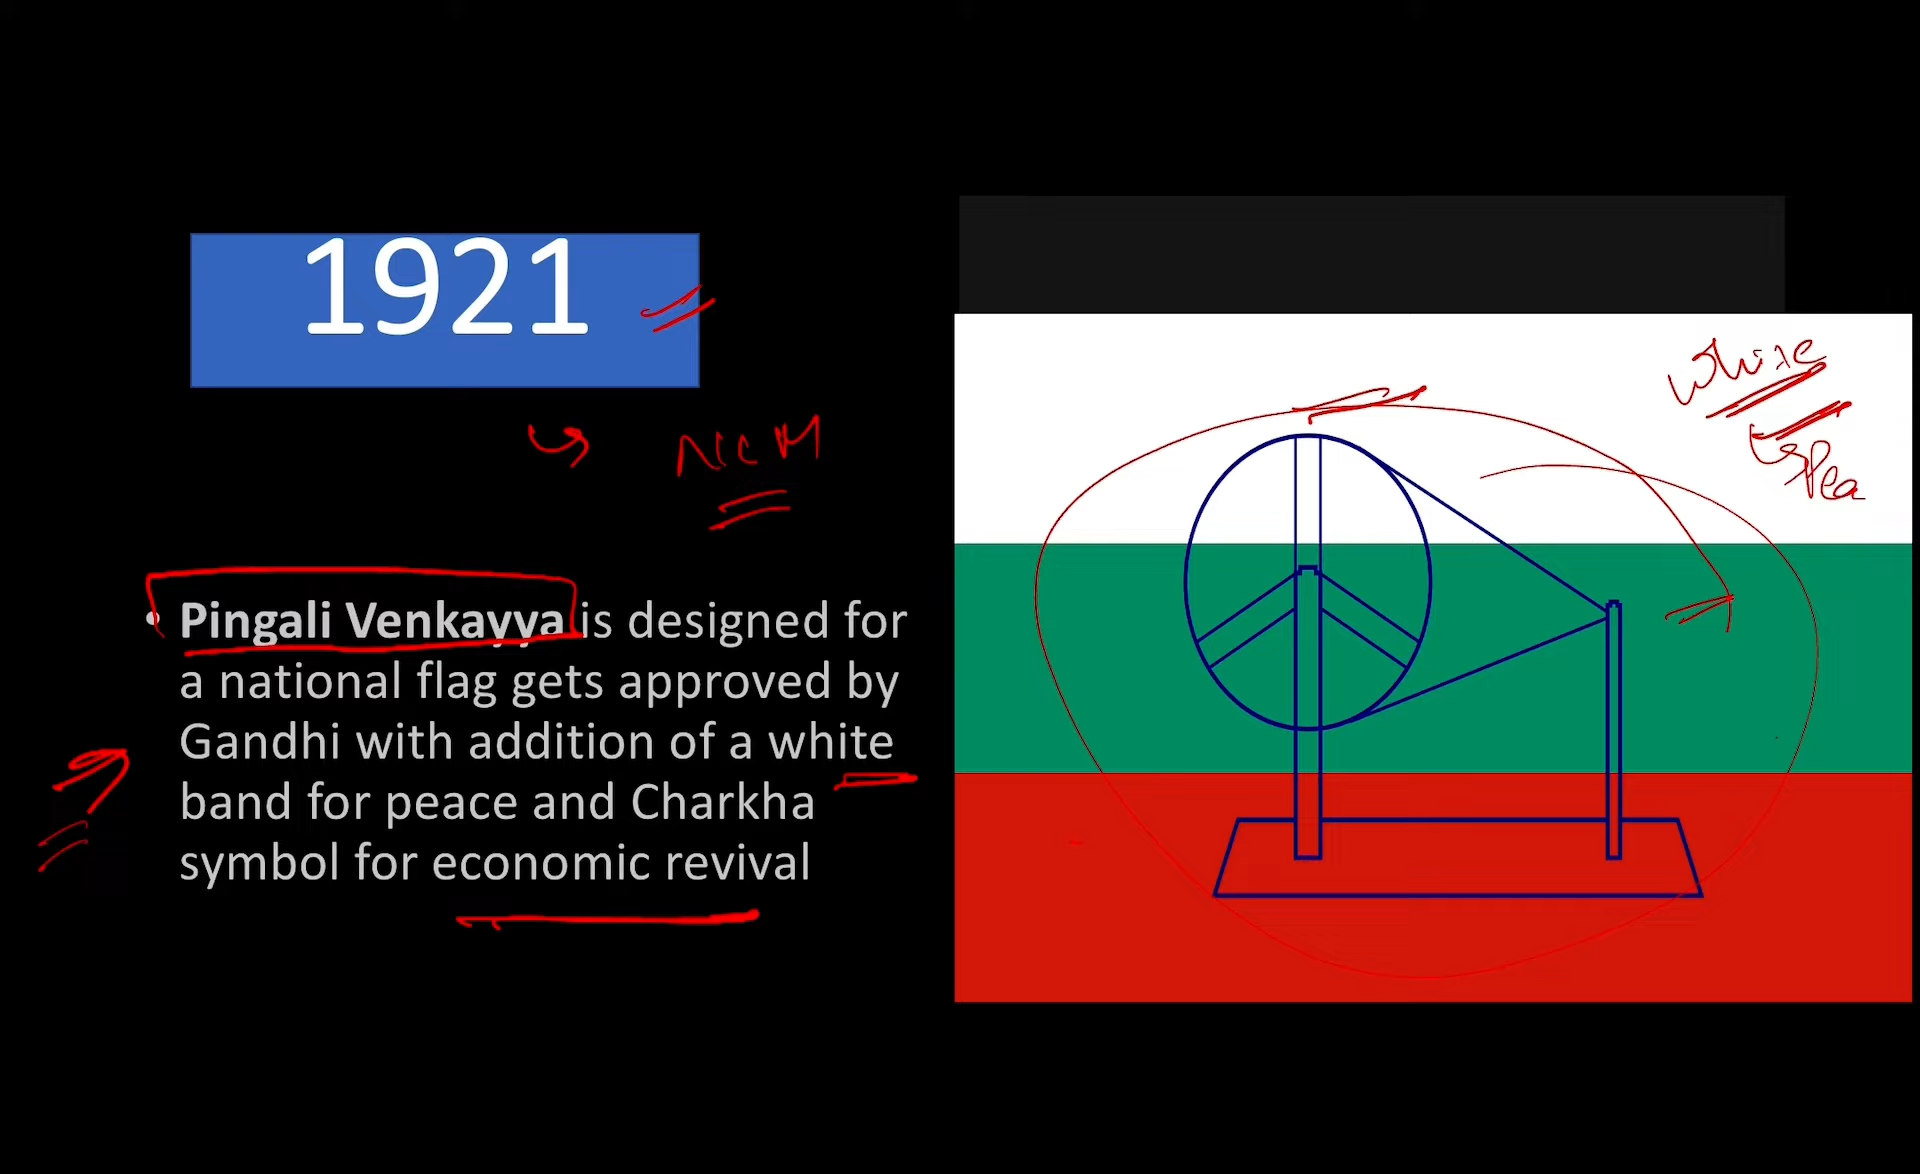 1921
NCM
• Pingali Venkayya is designed for
a national flag gets approved by
Gandhi with addition of a white
band for peace and Charkha
symbol for economic revival
White
Pea